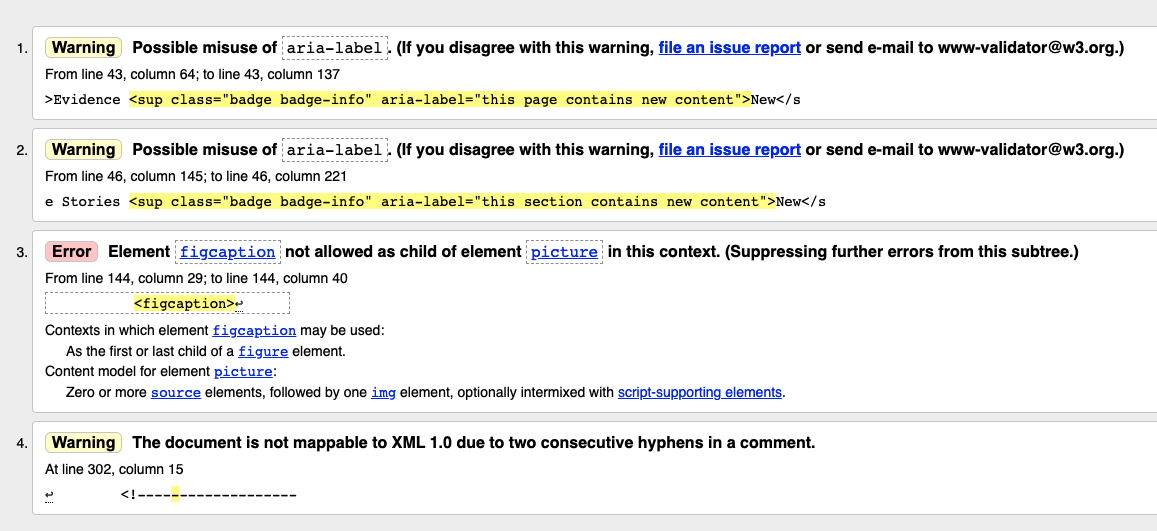 1. Warning Possible misuse of aria-label. (If you disagree with this warning, file an issue report or send e-mail to www-validator@w3.org.)
From line 43, column 64; to line 43, column 137
>Evidence <sup class="badge badge-info" aria-label="this page contains new content">New</s
2. Warning Possible misuse of aria-label. (If you disagree with this warning, file an issue report or send e-mail to www-validator@w3.org.)
From line 46, column 145; to line 46, column 221
e Stories <sup class="badge badge-info" aria-label="this section contains new content">New</s
3. Error Element figcaption not allowed as child of element picture in this context. (Suppressing further errors from this subtree.)
From line 144, column 29; to line 144, column 40
<figcaption>↩
Contexts in which element figcaption may be used:
As the first or last child of a figure element.
Content model for element picture:
Zero or more source elements, followed by one img element, optionally intermixed with script-supporting elements.
4. Warning The document is not mappable to XML 1.0 due to two consecutive hyphens in a comment.
At line 302, column 15
↩ <!-------------------